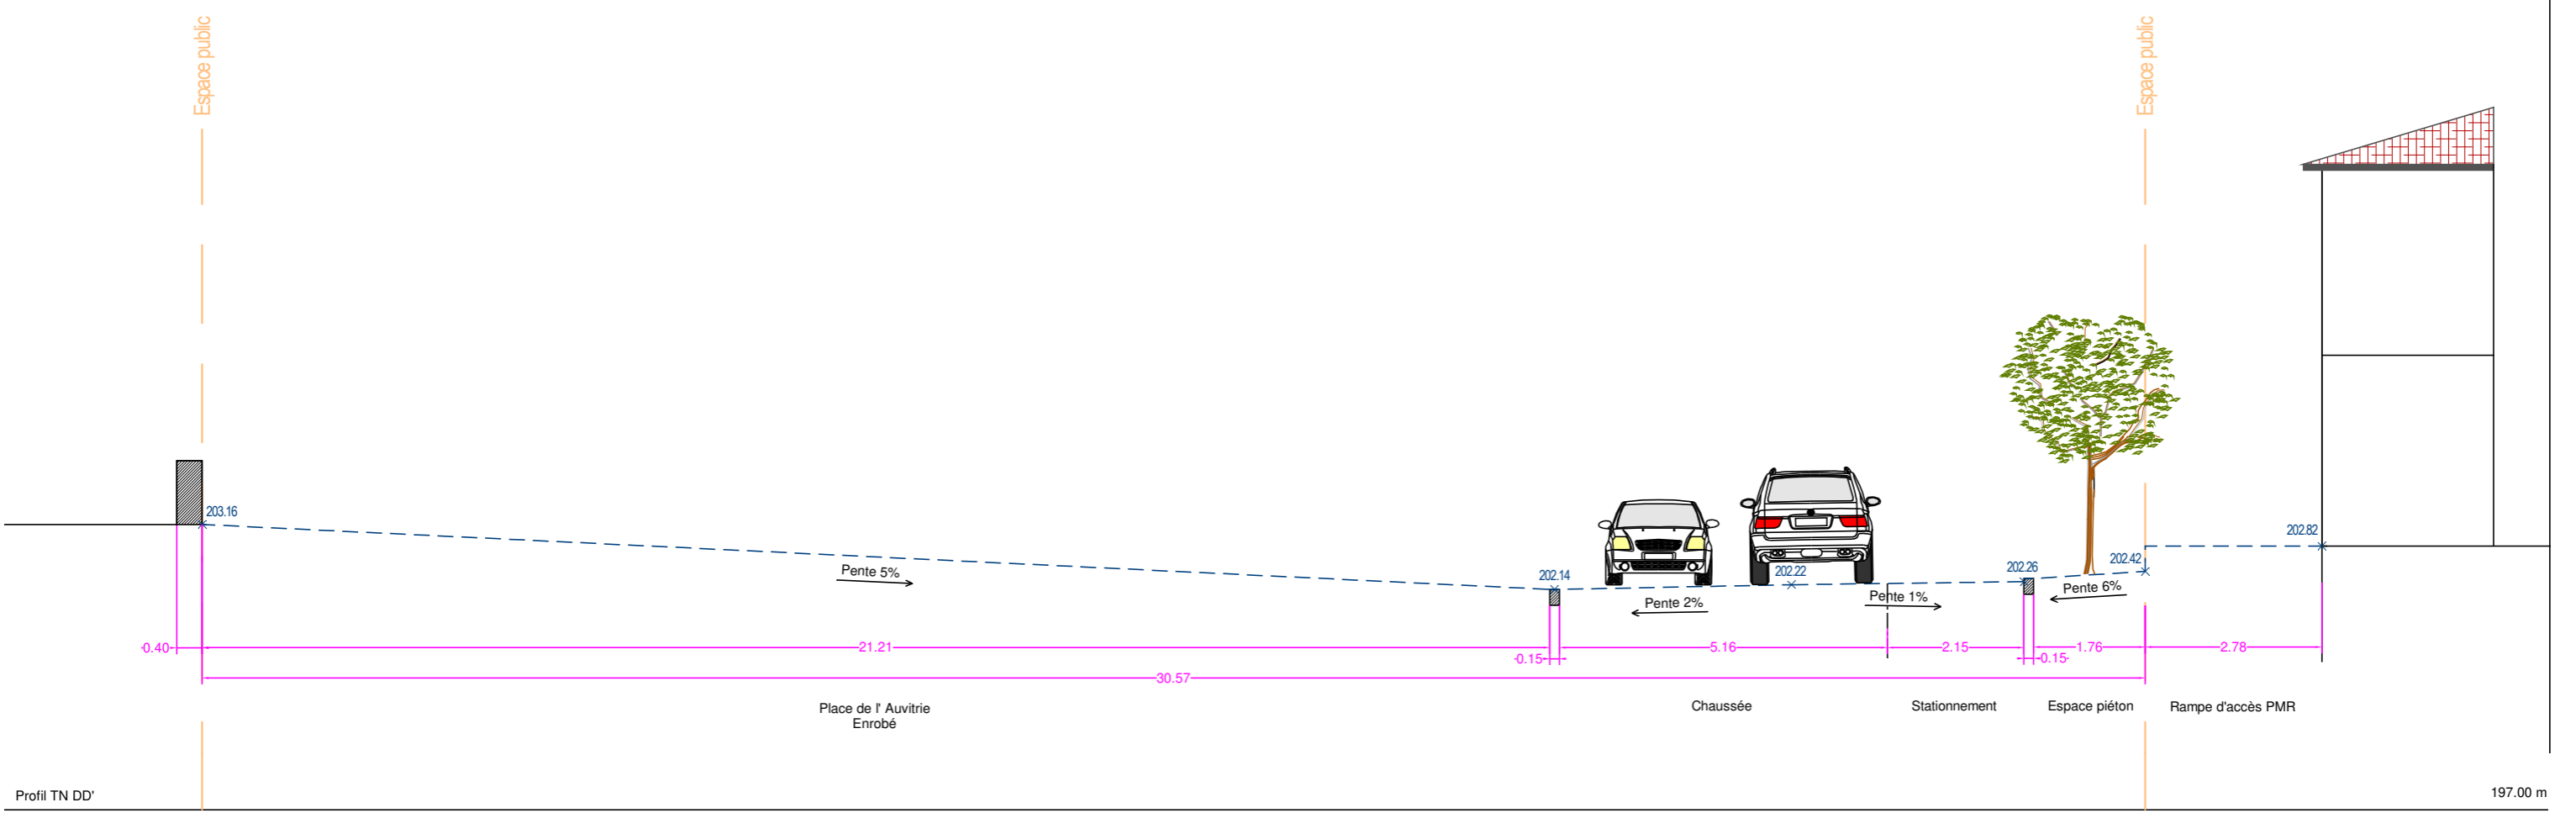 Espace public
Espace public
203.16
202.82
202.42
202.26
202.22
202.14
Pente 5%
Pente 2%
Pente 1%
Pente 6%
0.40
21.21
0.15
5.16
2.15
0.15
1.76
2.78
30.57
Place de l' Auvitrie
Enrobé
Chaussée
Stationnement
Espace piéton
Rampe d'accès PMR
Profil TN DD'
197.00 m